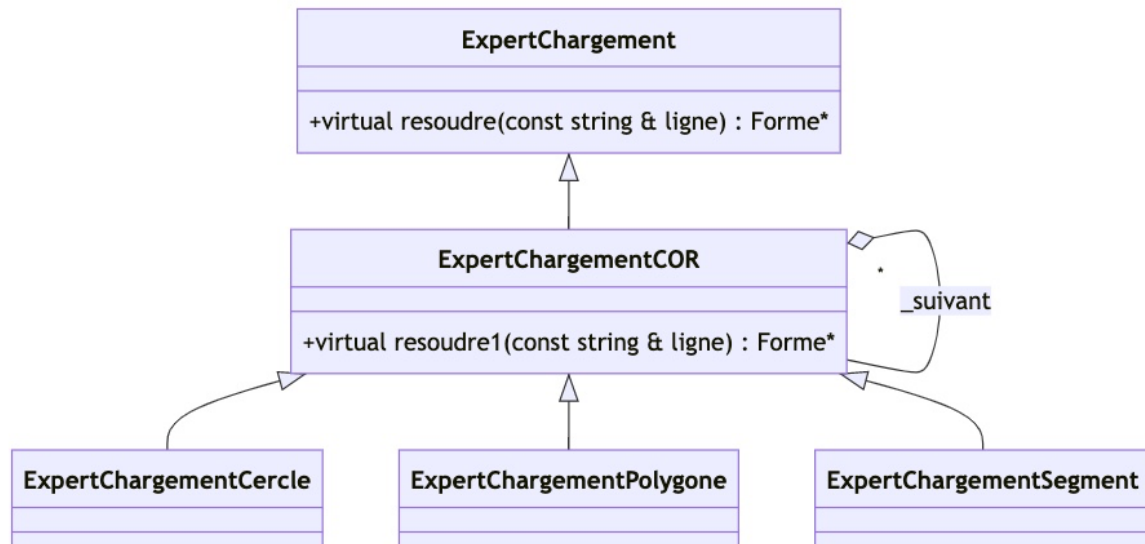 ExpertChargement
+virtual resoudre(const string & ligne) : Forme*
ExpertChargementCOR
*
_suivant
+virtual resoudre1(const string & ligne) : Forme*
ExpertChargementCercle
ExpertChargementPolygone
ExpertChargementSegment